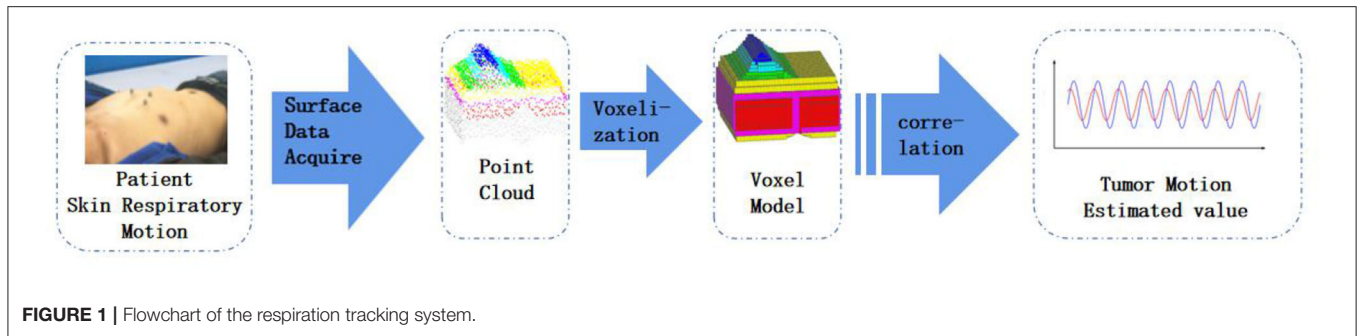 Patient
Skin Respiratory
Motion
Surface
Data
Acquire
Point
Cloud
Voxeli-
zation
Voxel
Model
corre-
lation
Tumor Motion
Estimated value
FIGURE 1 | Flowchart of the respiration tracking system.